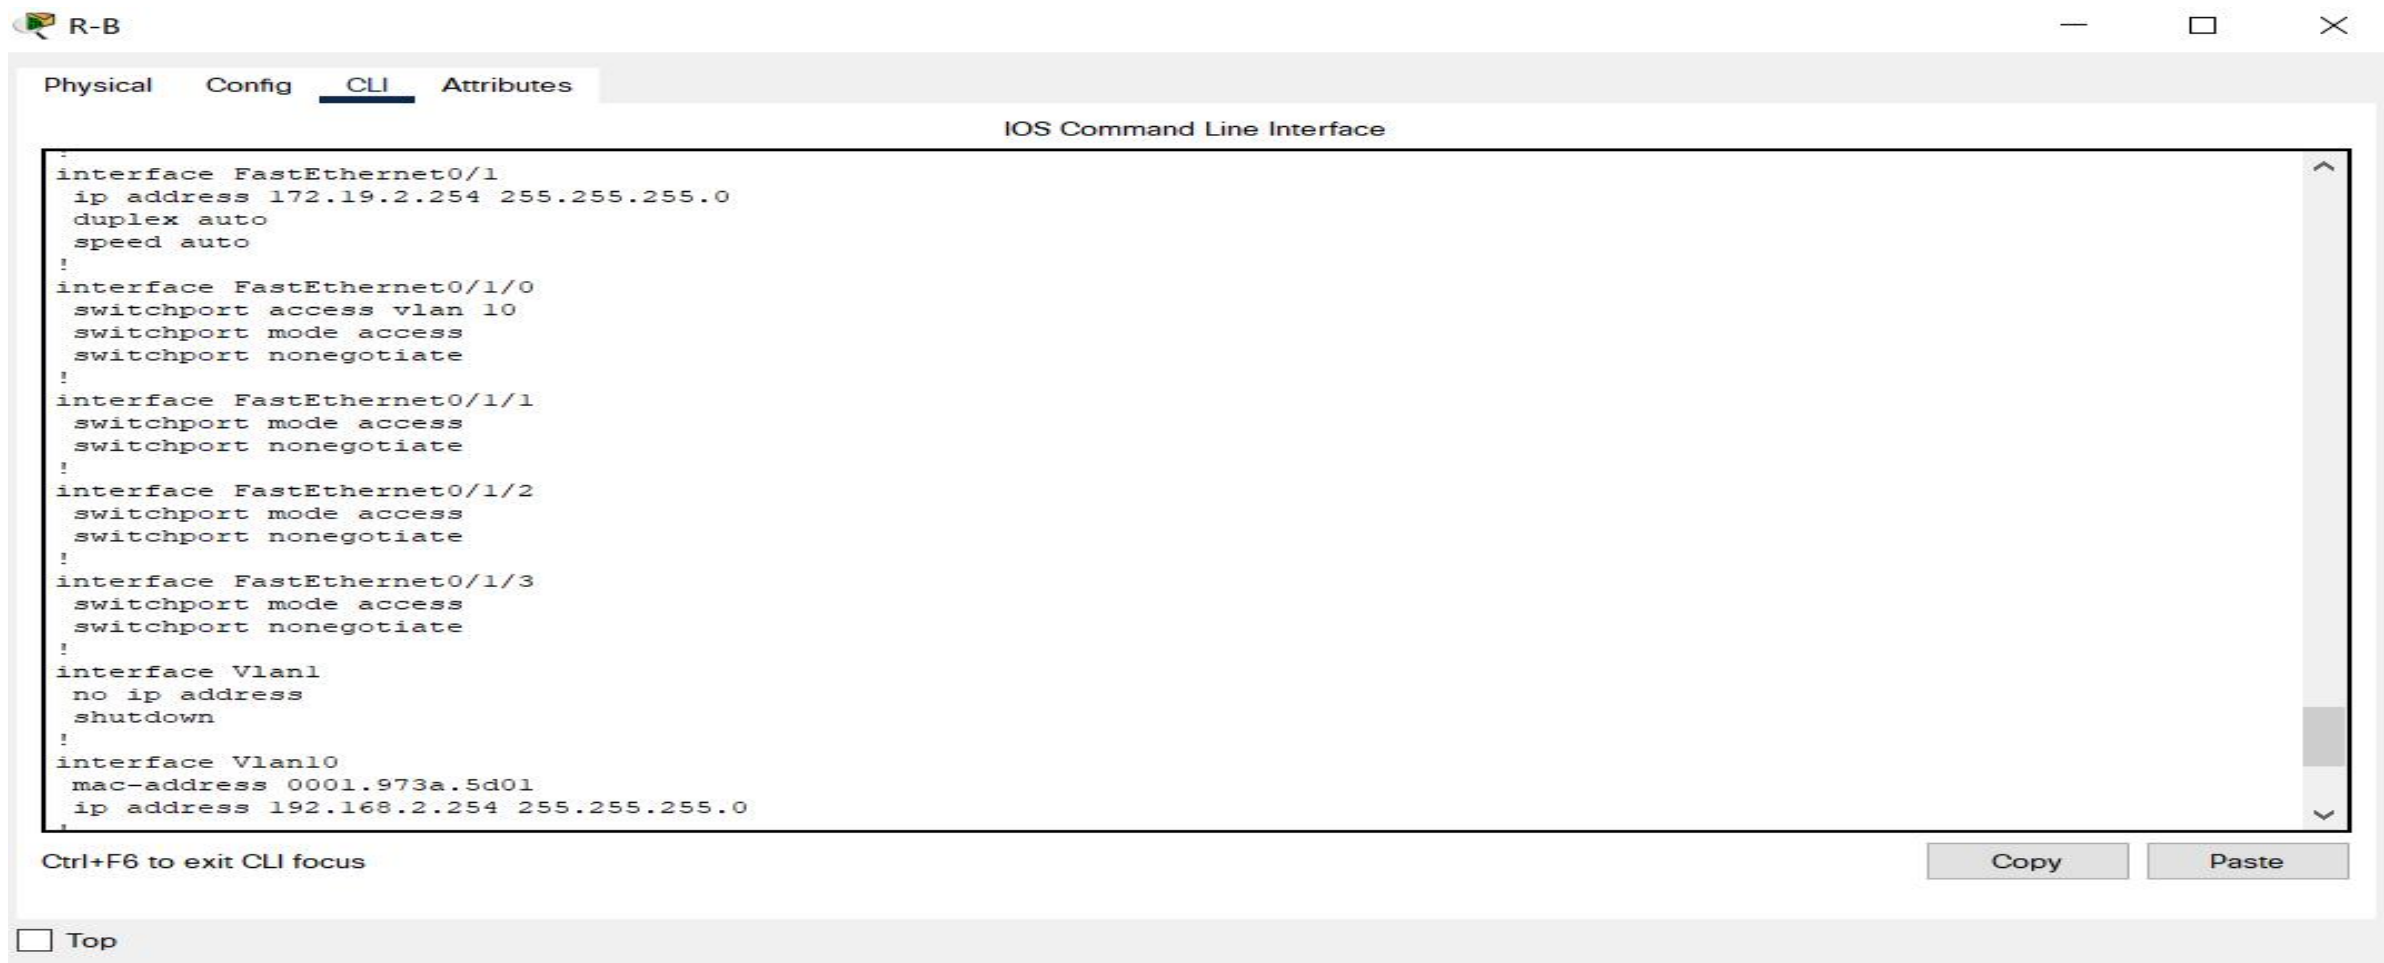 R-B
Physical Config CLI Attributes
IOS Command Line Interface
!
interface FastEthernet0/1
 ip address 172.19.2.254 255.255.255.0
 duplex auto
 speed auto
!
interface FastEthernet0/1/0
 switchport access vlan 10
 switchport mode access
 switchport nonegotiate
!
interface FastEthernet0/1/1
 switchport mode access
 switchport nonegotiate
!
interface FastEthernet0/1/2
 switchport mode access
 switchport nonegotiate
!
interface FastEthernet0/1/3
 switchport mode access
 switchport nonegotiate
!
interface Vlan1
 no ip address
 shutdown
!
interface Vlan10
 mac-address 0001.973a.5d01
 ip address 192.168.2.254 255.255.255.0
!
Ctrl+F6 to exit CLI focus
Copy Paste
Top